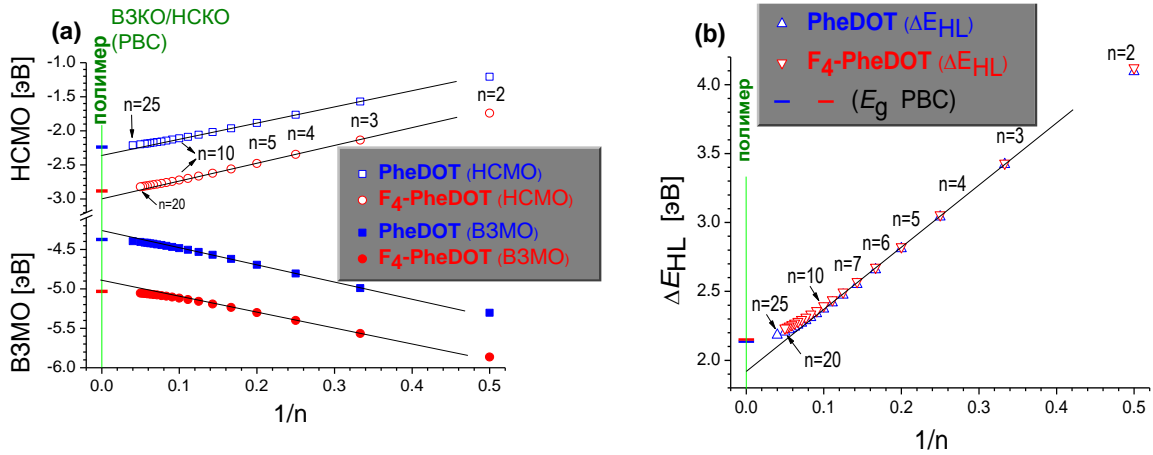 (a)
ВЗКО/НСКО
(PBC)
НСМО [эВ]
-1.0
-1.5
-2.0
-2.5
-3.0
полимер
n=25
n=10
n=20
n=5
n=4
n=3
n=2
PheDOT (НСМО)
F4-PheDOT (НСМО)
PheDOT (ВЗМО)
F4-PheDOT (ВЗМО)
ВЗМО [эВ]
-4.5
-5.0
-5.5
-6.0
0.0 0.1 0.2 0.3 0.4 0.5
1/n
(b)
PheDOT (ΔEHL)
F4-PheDOT (ΔEHL)
(Eg PBC)
ΔEHL [эВ]
4.0
3.5
3.0
2.5
2.0
полимер
n=2
n=3
n=4
n=5
n=6
n=7
n=10
n=25
n=20
0.0 0.1 0.2 0.3 0.4 0.5
1/n